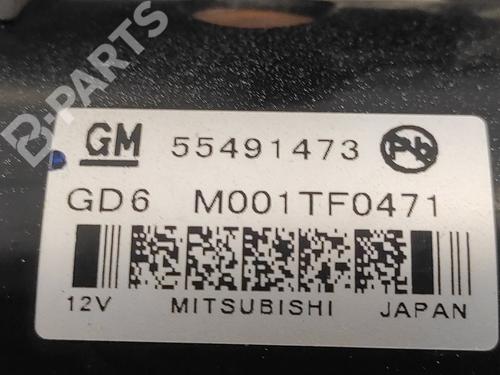 B-PARTS
GM 55491473 Pb
GD6 M001TF0471
12V MITSUBISHI JAPAN